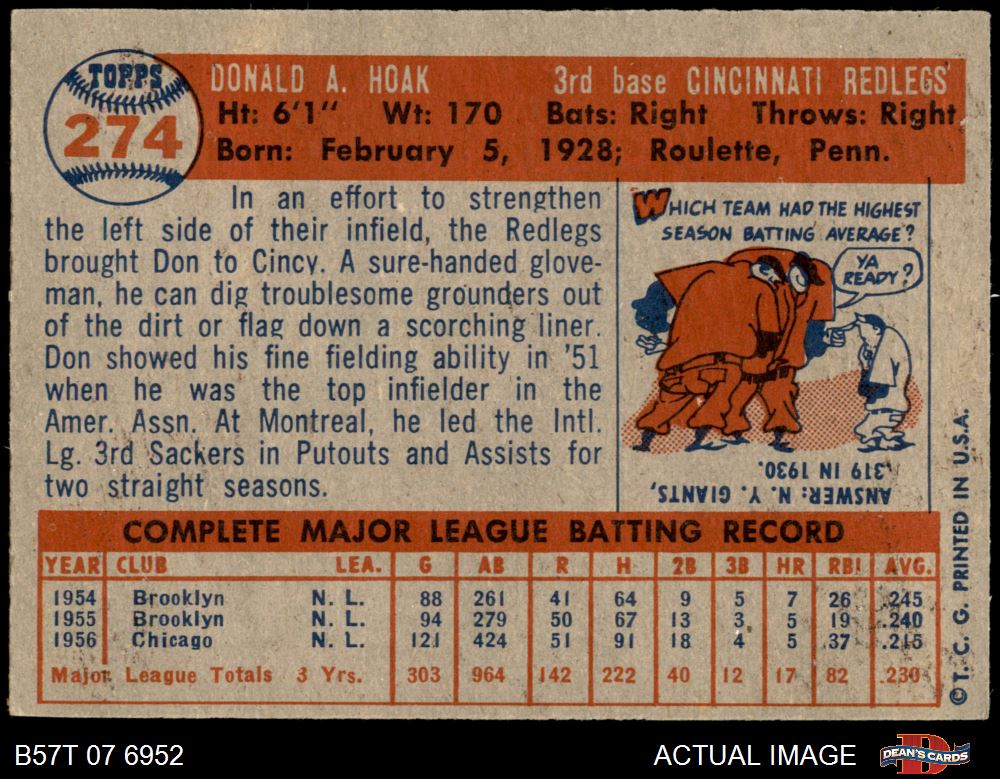 TOPPS
274
DONALD A. HOAK 3rd base CINCINNATI REDLEGS
Ht: 6'1" Wt: 170 Bats: Right Throws: Right
Born: February 5, 1928; Roulette, Penn.
In an effort to strengthen
the left side of their infield, the Redlegs
brought Don to Cincy. A sure-handed glove-
man, he can dig troublesome grounders out
of the dirt or flag down a scorching liner.
Don showed his fine fielding ability in '51
when he was the top infielder in the
Amer. Assn. At Montreal, he led the Intl.
Lg. 3rd Sackers in Putouts and Assists for
two straight seasons.
WHICH TEAM HAD THE HIGHEST
SEASON BATTING AVERAGE?
YA
READY?
ANSWER: N. Y. GIANTS,
.319 IN 1930.
COMPLETE MAJOR LEAGUE BATTING RECORD
YEAR CLUB LEA. G AB R H 2B 3B HR RBI AVG.
1954 Brooklyn N. L. 88 261 41 64 9 5 7 26 .245
1955 Brooklyn N. L. 94 279 50 67 13 3 5 19 .240
1956 Chicago N. L. 121 424 51 91 18 4 5 37 .215
Major League Totals 3 Yrs. 303 964 142 222 40 12 17 82 .230
©T. C. G. PRINTED IN U.S.A.
B57T 07 6952 ACTUAL IMAGE
DEAN'S CARDS